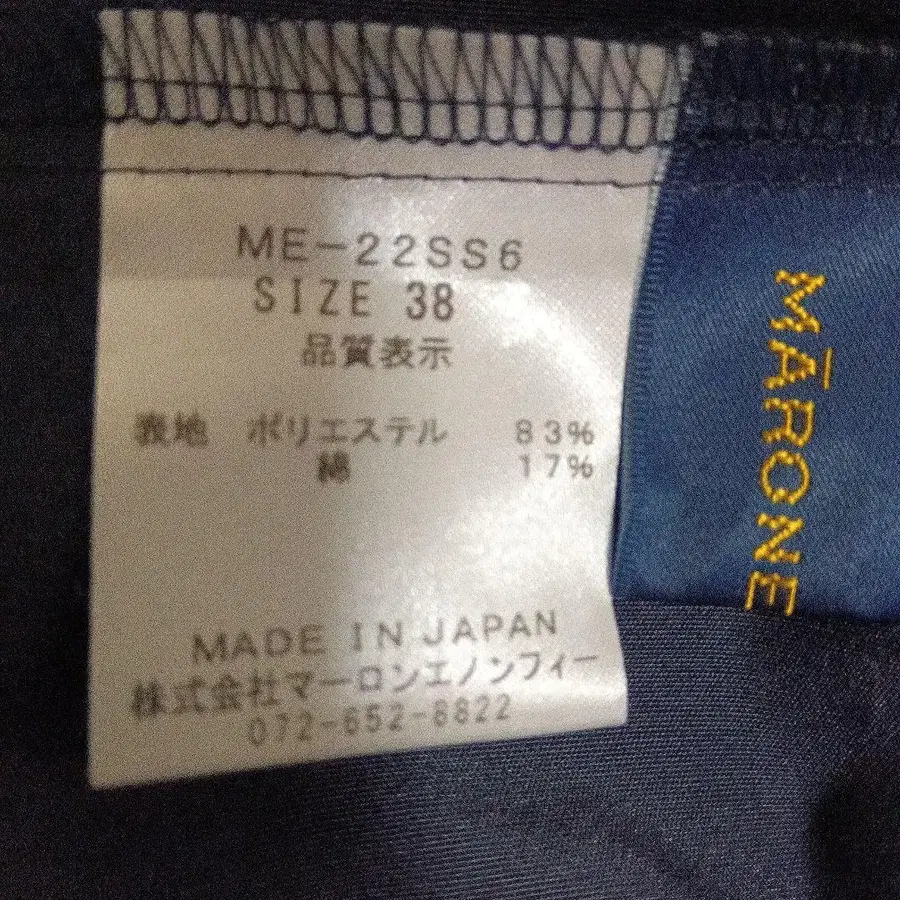 ME-22SS6
SIZE 38
品質表示
表地 ポリエステル 83%
綿 17%
MADE IN JAPAN
株式会社マーロンエノンフィー
072-652-8822
MĀRONE